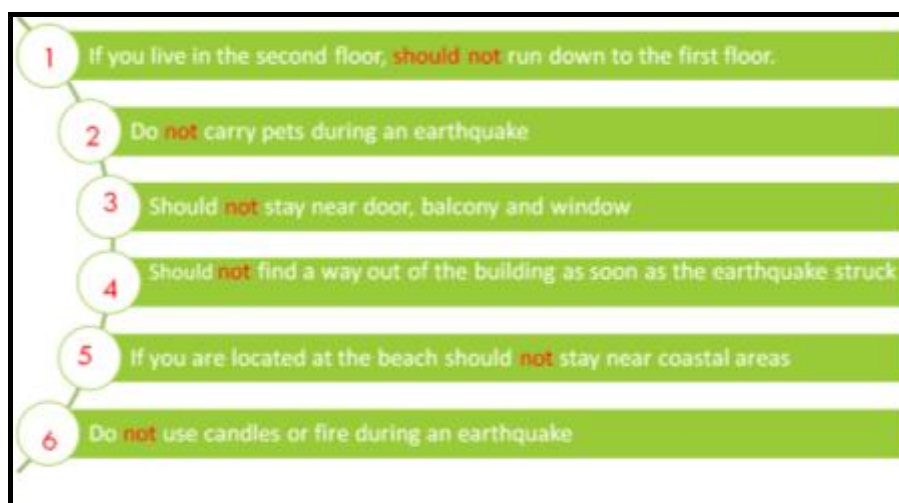 1 If you live in the second floor, should not run down to the first floor.
2 Do not carry pets during an earthquake
3 Should not stay near door, balcony and window
4 Should not find a way out of the building as soon as the earthquake struck
5 If you are located at the beach should not stay near coastal areas
6 Do not use candles or fire during an earthquake